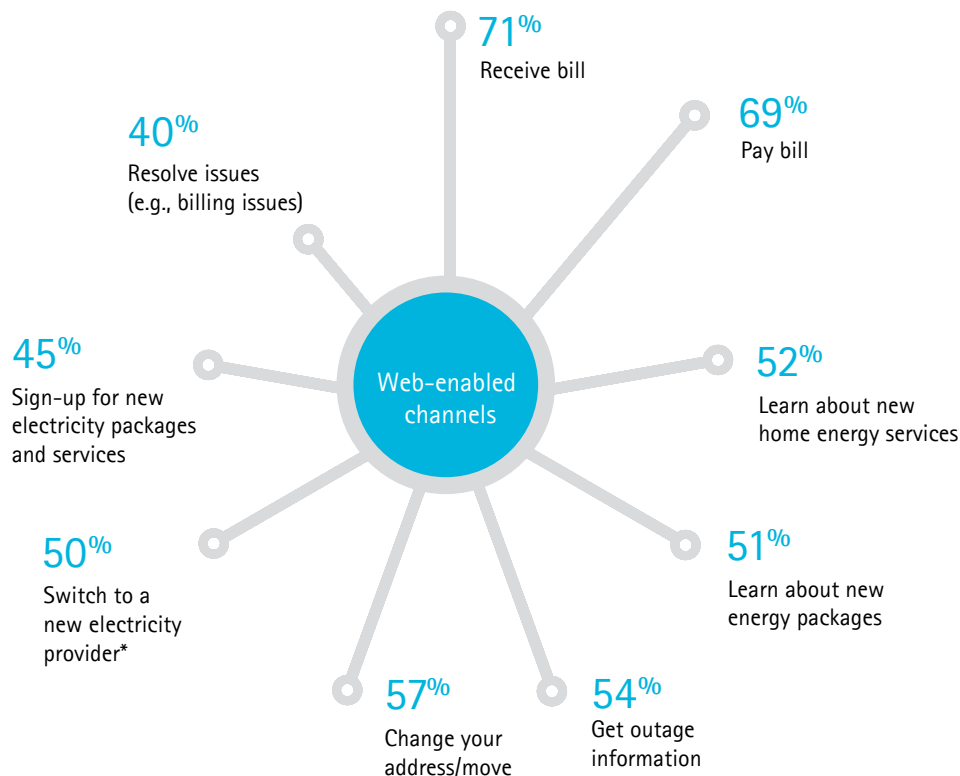 71%
Receive bill
69%
Pay bill
40%
Resolve issues
(e.g., billing issues)
Web-enabled
channels
45%
Sign-up for new
electricity packages
and services
52%
Learn about new
home energy services
50%
Switch to a
new electricity
provider*
51%
Learn about new
energy packages
57%
Change your
address/move
54%
Get outage
information